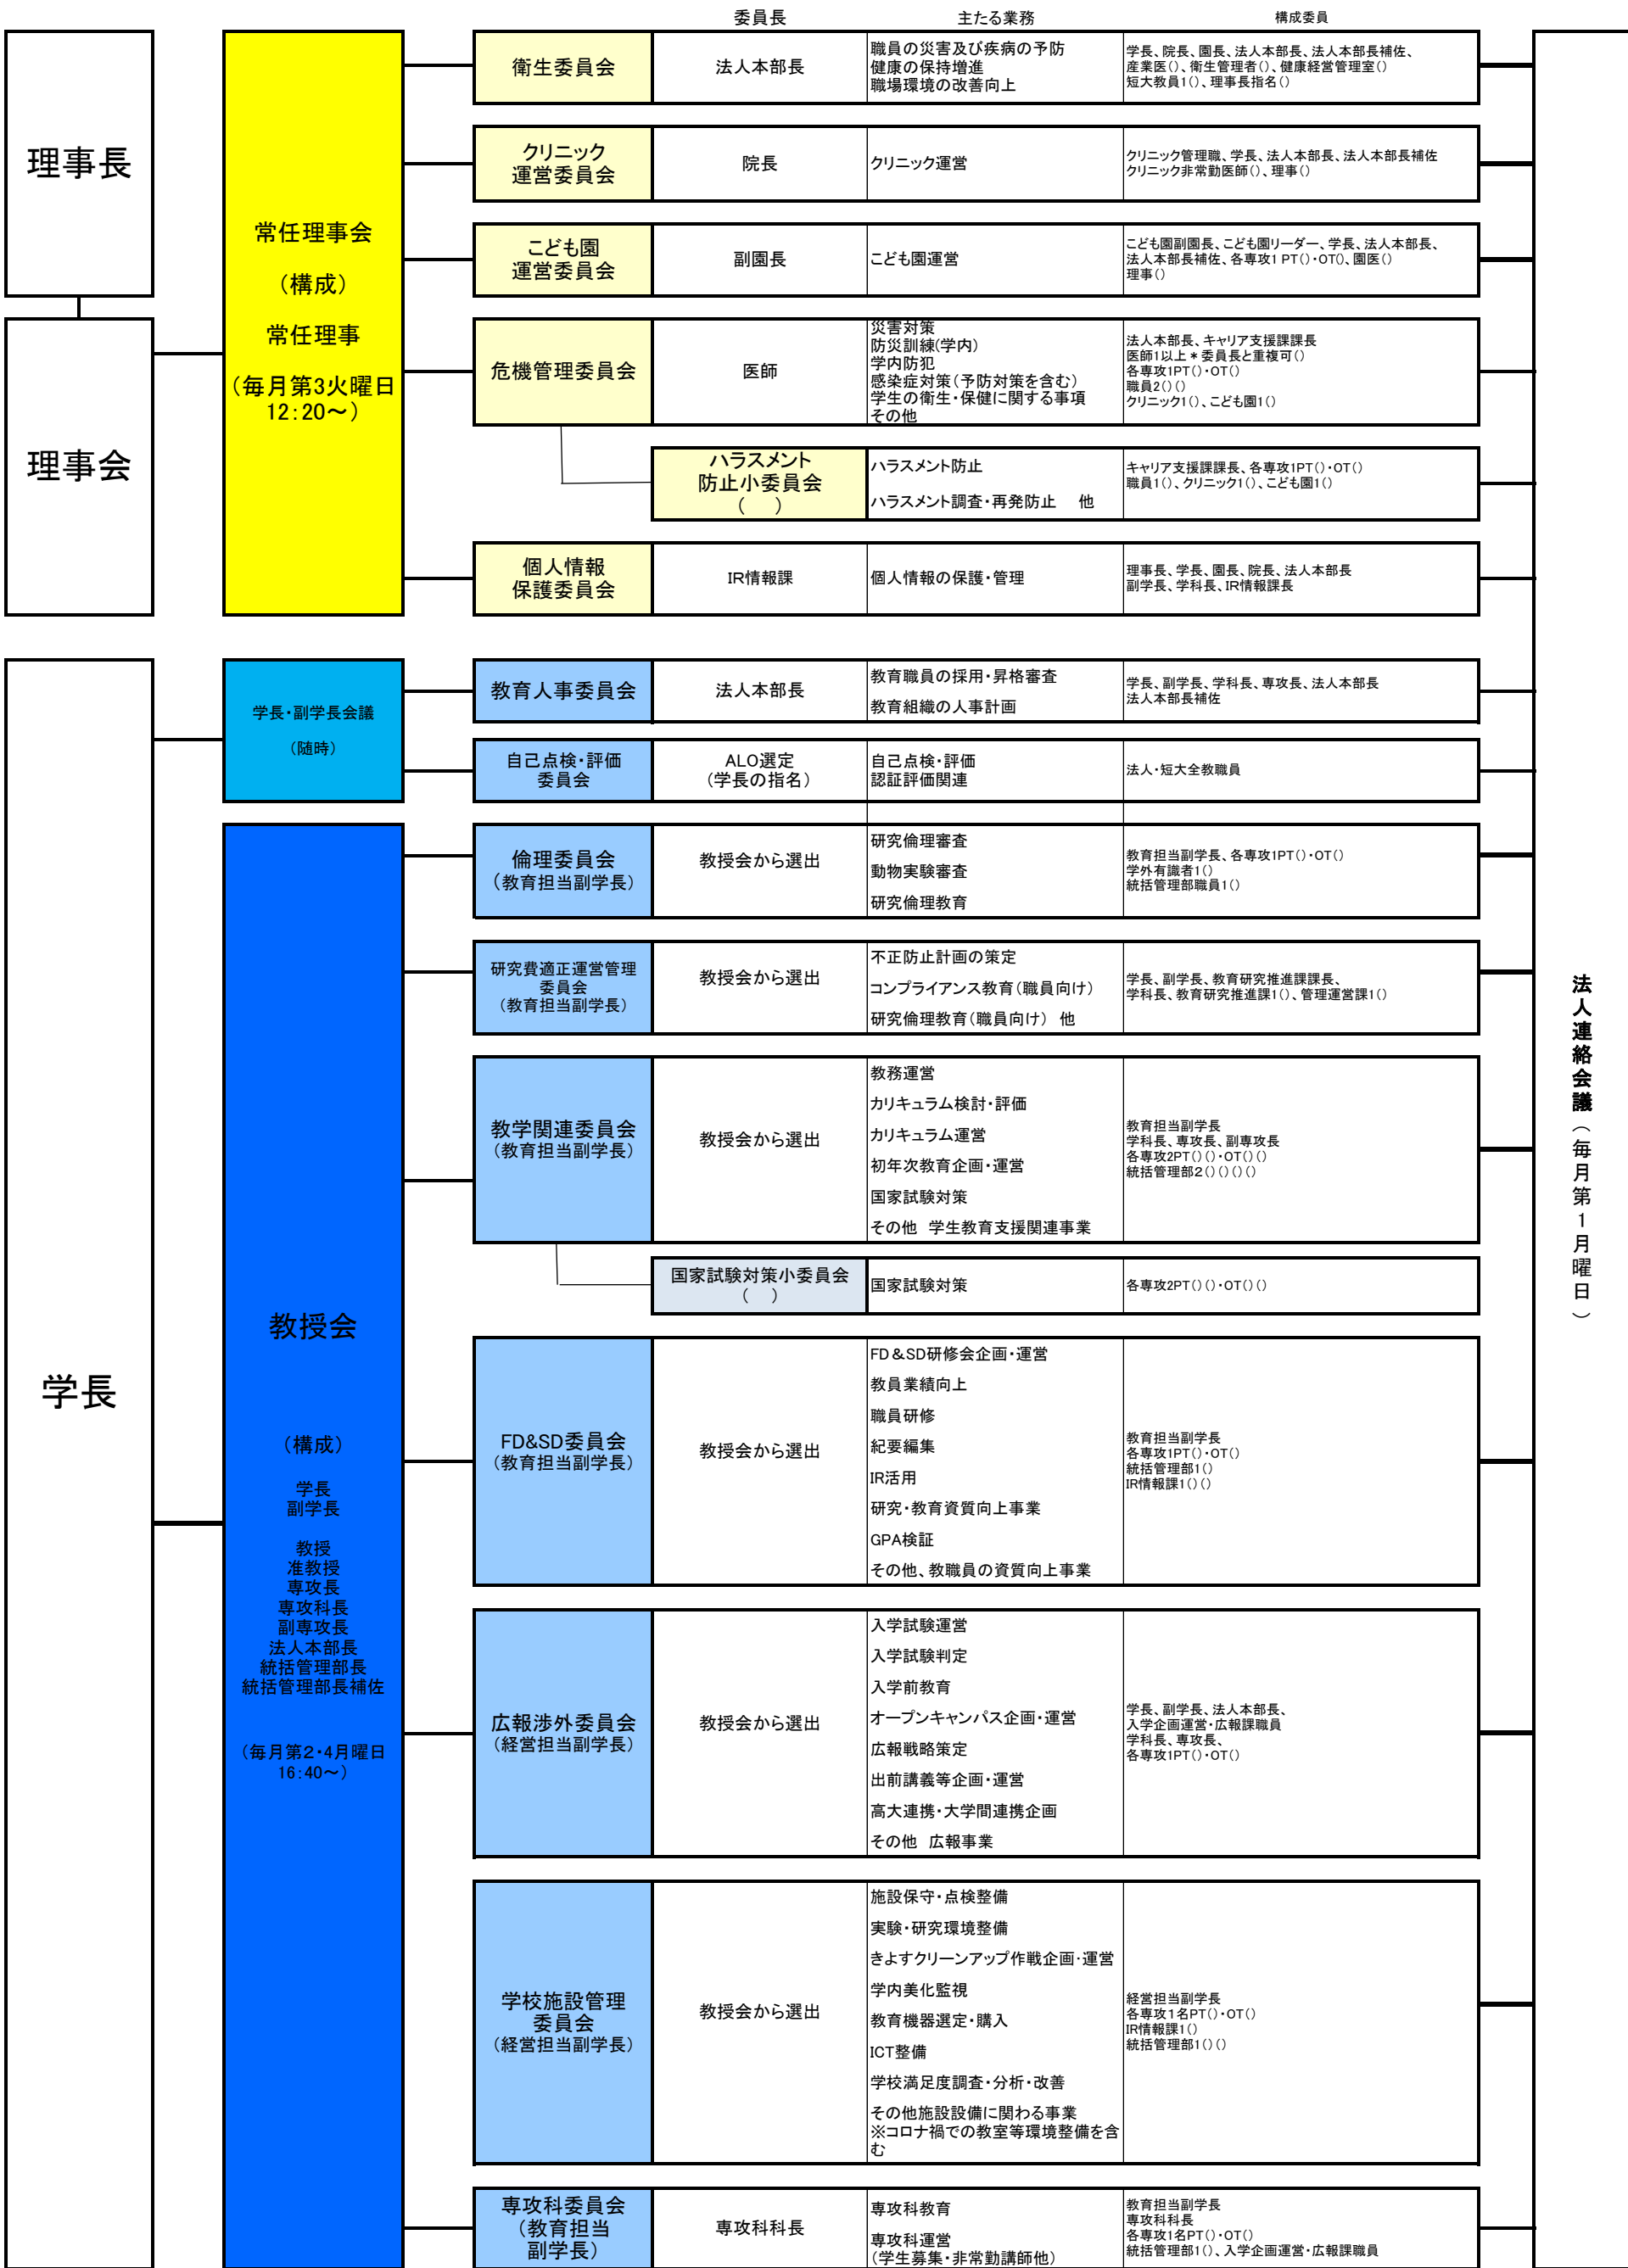 委員長
主たる業務
構成委員
理事長
理事会
常任理事会
（構成）
常任理事
（毎月第3火曜日
12：20～）
衛生委員会
法人本部長
職員の災害及び疾病の予防
健康の保持増進
職場環境の改善向上
学長、院長、園長、法人本部長、法人本部長補佐、
産業医()、衛生管理者()、健康経営管理室()
短大教員1()、理事長指名()
クリニック
運営委員会
院長
クリニック運営
クリニック管理職、学長、法人本部長、法人本部長補佐
クリニック非常勤医師()、理事()
こども園
運営委員会
副園長
こども園運営
こども園副園長、こども園リーダー、学長、法人本部長、
法人本部長補佐、各専攻1 PT()・OT()、園医()
理事()
危機管理委員会
医師
災害対策
防災訓練(学内)
学内防犯
感染症対策（予防対策を含む）
学生の衛生・保健に関する事項
その他
法人本部長、キャリア支援課課長
医師1以上＊委員長と重複可()
各専攻1PT()・OT()
職員2()()
クリニック1()、こども園1()
ハラスメント
防止小委員会
（　）
ハラスメント防止
ハラスメント調査・再発防止　他
キャリア支援課課長、各専攻1PT()・OT()
職員1()、クリニック1()、こども園1()
個人情報
保護委員会
IR情報課
個人情報の保護・管理
理事長、学長、園長、院長、法人本部長
副学長、学科長、IR情報課長
学長
学長・副学長会議
（随時）
教育人事委員会
法人本部長
教育職員の採用・昇格審査
教育組織の人事計画
学長、副学長、学科長、専攻長、法人本部長
法人本部長補佐
自己点検・評価
委員会
ALO選定
（学長の指名）
自己点検・評価
認証評価関連
法人・短大全教職員
教授会
（構成）
学長
副学長
教授
准教授
専攻長
専攻科長
副専攻長
法人本部長
統括管理部長
統括管理部長補佐
（毎月第2・4月曜日
16：40～）
倫理委員会
（教育担当副学長）
教授会から選出
研究倫理審査
動物実験審査
研究倫理教育
教育担当副学長、各専攻1PT()・OT()
学外有識者1()
統括管理部職員1()
研究費適正運営管理
委員会
（教育担当副学長）
教授会から選出
不正防止計画の策定
コンプライアンス教育（職員向け）
研究倫理教育（職員向け）　他
学長、副学長、教育研究推進課課長、
学科長、教育研究推進課1()、管理運営課1()
教学関連委員会
（教育担当副学長）
教授会から選出
教務運営
カリキュラム検討・評価
カリキュラム運営
初年次教育企画・運営
国家試験対策
その他　学生教育支援関連事業
教育担当副学長
学科長、専攻長、副専攻長
各専攻2PT()()・OT()()
統括管理部2()()()()
国家試験対策小委員会
（　）
国家試験対策
各専攻2PT()()・OT()()
FD&SD委員会
（教育担当副学長）
教授会から選出
FD＆SD研修会企画・運営
教員業績向上
職員研修
紀要編集
IR活用
研究・教育資質向上事業
GPA検証
その他、教職員の資質向上事業
教育担当副学長
各専攻1PT()・OT()
統括管理部1()
IR情報課1()()
広報渉外委員会
（経営担当副学長）
教授会から選出
入学試験運営
入学試験判定
入学前教育
オープンキャンパス企画・運営
広報戦略策定
出前講義等企画・運営
高大連携・大学間連携企画
その他　広報事業
学長、副学長、法人本部長、
入学企画運営・広報課職員
学科長、専攻長、
各専攻1PT()・OT()
学校施設管理
委員会
（経営担当副学長）
教授会から選出
施設保守・点検整備
実験・研究環境整備
きよすクリーンアップ作戦企画・運営
学内美化監視
教育機器選定・購入
ICT整備
学校満足度調査・分析・改善
その他施設設備に関わる事業
※コロナ禍での教室等環境整備を含
む
経営担当副学長
各専攻1名PT()・OT()
IR情報課1()
統括管理部1()()
専攻科委員会
（教育担当
副学長）
専攻科科長
専攻科教育
専攻科運営
（学生募集・非常勤講師他）
教育担当副学長
専攻科科長
各専攻1名PT()・OT()
統括管理部1()、入学企画運営・広報課職員
法人連絡会議（毎月第1月曜日）